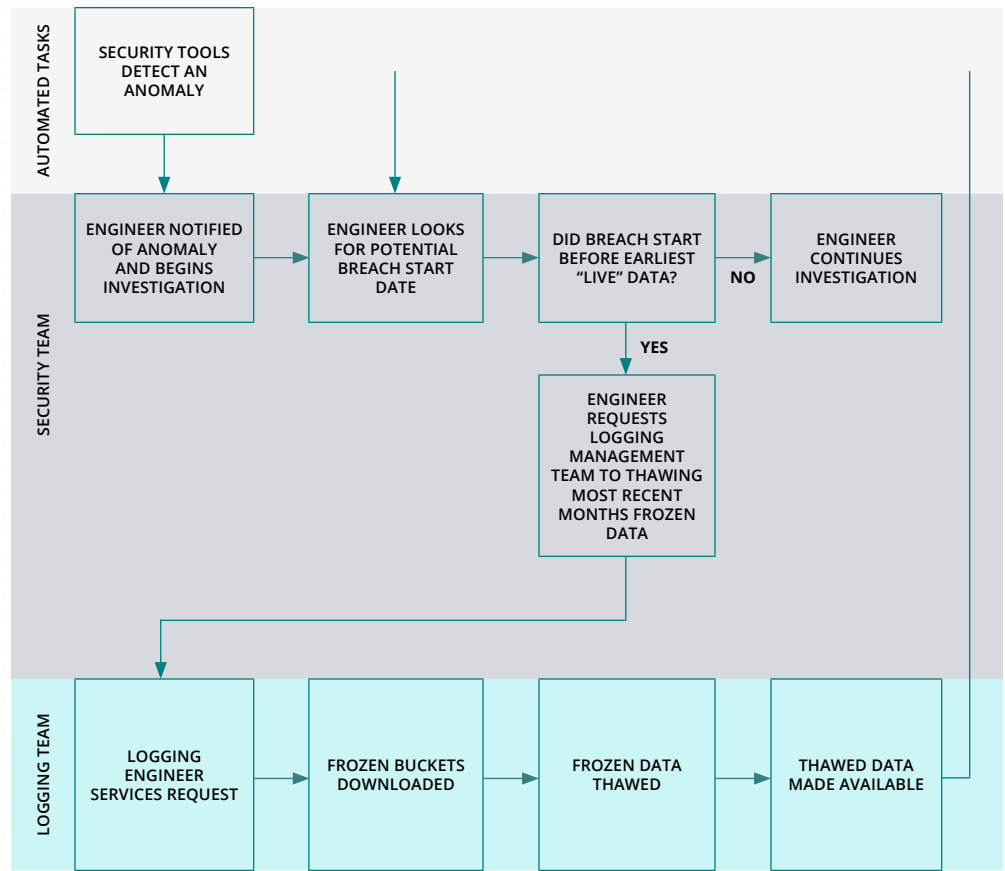 AUTOMATED TASKS
SECURITY TOOLS
DETECT AN
ANOMALY
SECURITY TEAM
ENGINEER NOTIFIED
OF ANOMALY
AND BEGINS
INVESTIGATION
ENGINEER LOOKS
FOR POTENTIAL
BREACH START
DATE
DID BREACH START
BEFORE EARLIEST
“LIVE” DATA?
NO
ENGINEER
CONTINUES
INVESTIGATION
YES
ENGINEER
REQUESTS
LOGGING
MANAGEMENT
TEAM TO THAWING
MOST RECENT
MONTHS FROZEN
DATA
LOGGING TEAM
LOGGING
ENGINEER
SERVICES REQUEST
FROZEN BUCKETS
DOWNLOADED
FROZEN DATA
THAWED
THAWED DATA
MADE AVAILABLE